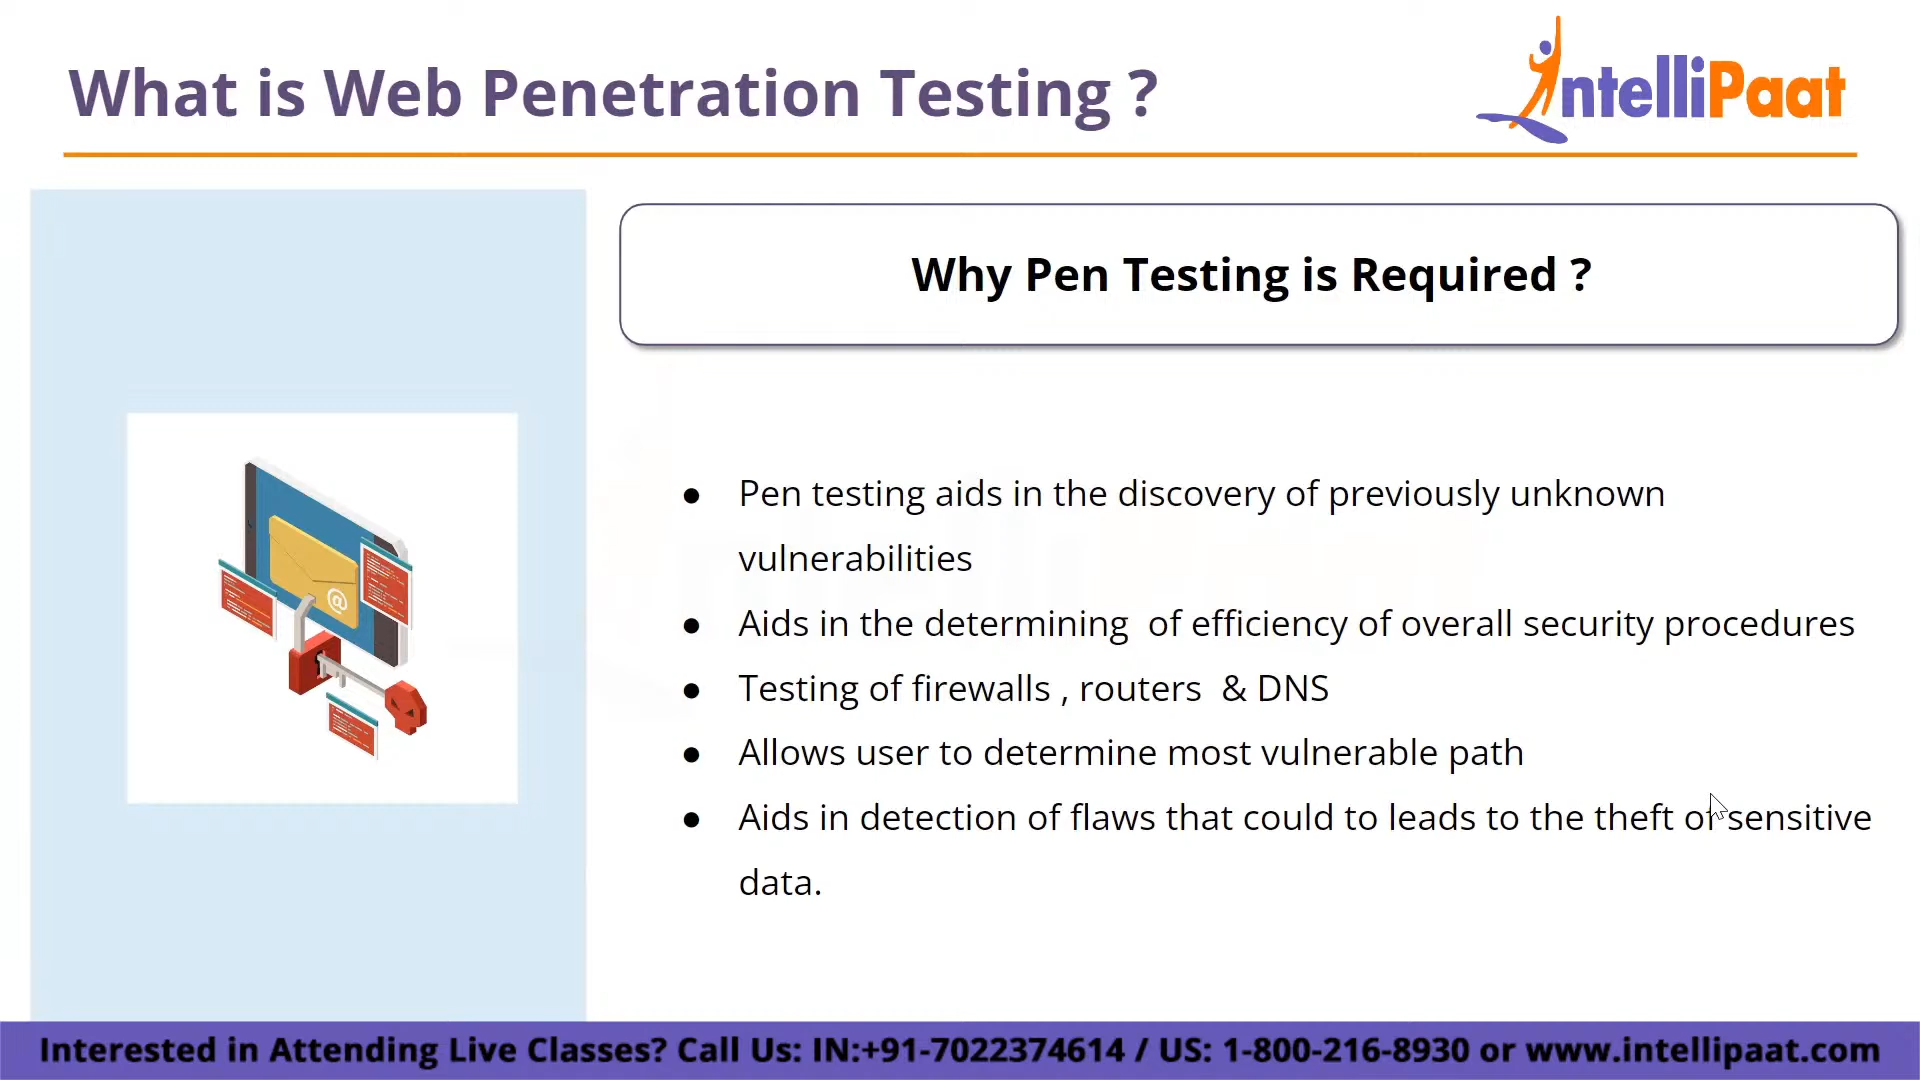 What is Web Penetration Testing ?
IntelliPaat
Why Pen Testing is Required ?
● Pen testing aids in the discovery of previously unknown
vulnerabilities
● Aids in the determining  of efficiency of overall security procedures
● Testing of firewalls , routers  & DNS
● Allows user to determine most vulnerable path
● Aids in detection of flaws that could to leads to the theft of sensitive
data.
@
Interested in Attending Live Classes? Call Us: IN:+91-7022374614 / US: 1-800-216-8930 or www.intellipaat.com